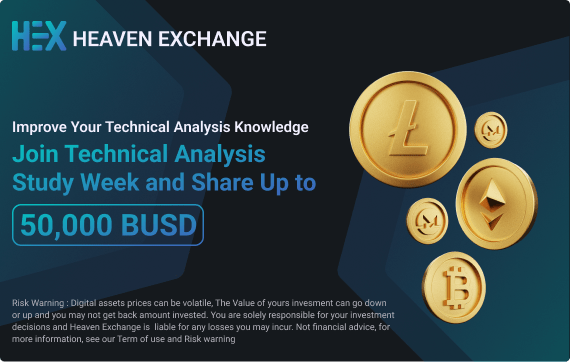 HEX HEAVEN EXCHANGE
Improve Your Technical Analysis Knowledge
Join Technical Analysis
Study Week and Share Up to
50,000 BUSD
Risk Warning : Digital assets prices can be volatile, The Value of yours invesment can go down
or up and you may not get back amount invested. You are solely responsible for your investment
decisions and Heaven Exchange is liable for any losses you may incur. Not financial advice, for
more information, see our Term of use and Risk warning